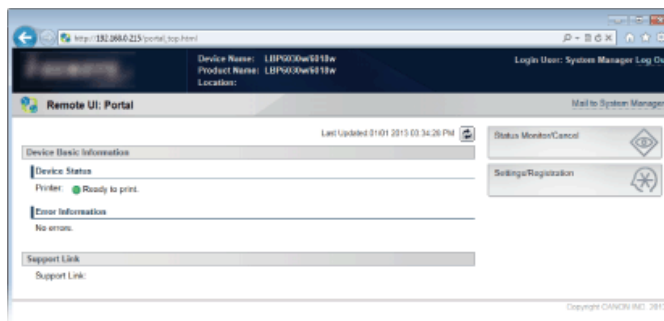 http://192.168.0.215/portal_top.html
Device Name: LBP6030w/6018w
Product Name: LBP6030w/6018w
Location:
Login User: System Manager Log Ou
Remote UI: Portal
Mail to System Manager
Last Updated 01/01 2015 03:34:28 PM
Device Basic Information
Device Status
Printer: Ready to print.
Error Information
No errors.
Support Link
Support Link:
Status Monitor/Cancel
Settings/Registration
Copyright CANON INC. 201